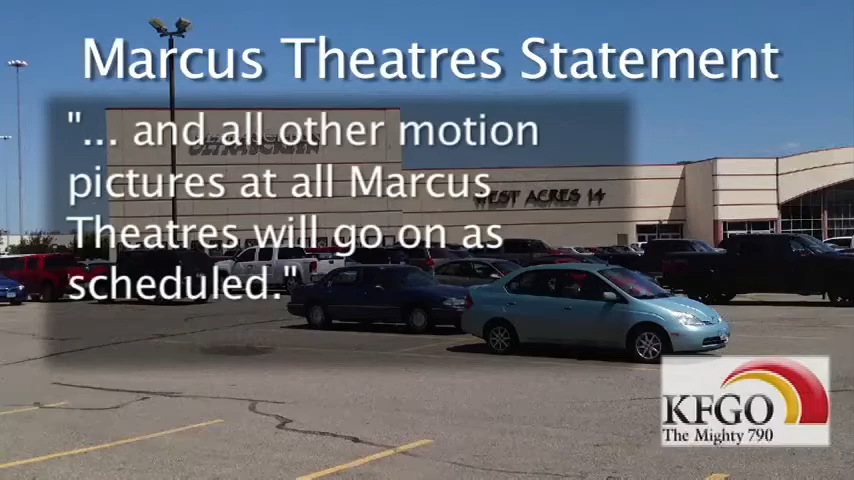 Marcus Theatres Statement
"... and all other motion
pictures at all Marcus
Theatres will go on as
scheduled."
ULTRASCREEN
WEST ACRES 14
KFGO
The Mighty 790